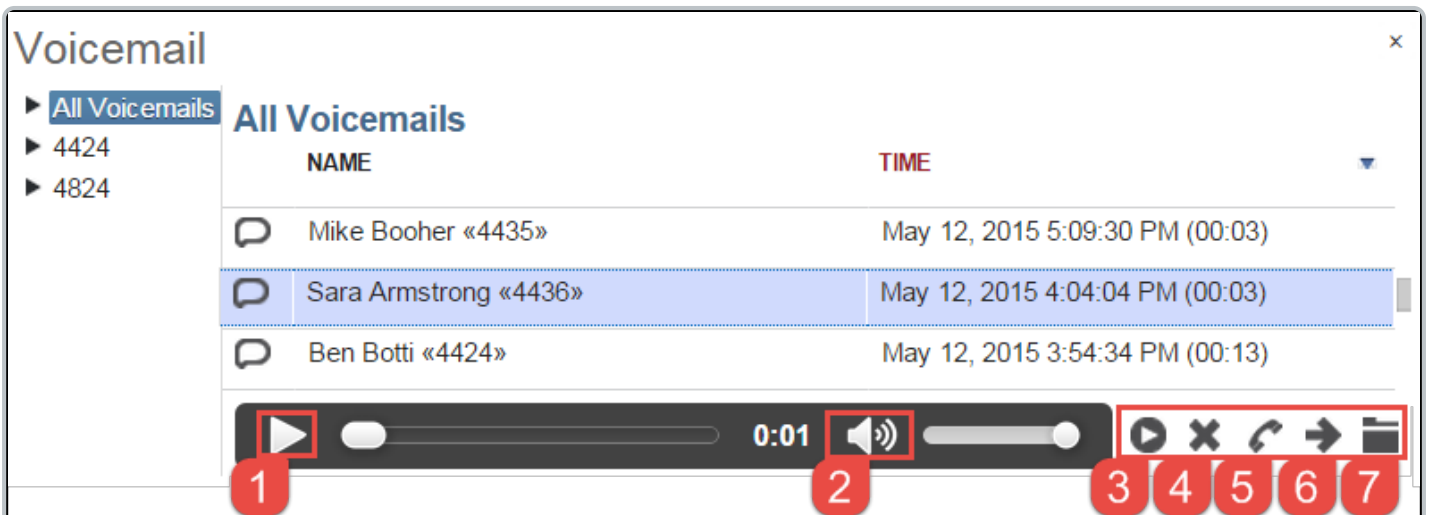 Voicemail
×
All Voicemails
4424
4824
All Voicemails
NAME TIME
Mike Booher «4435» May 12, 2015 5:09:30 PM (00:03)
Sara Armstrong «4436» May 12, 2015 4:04:04 PM (00:03)
Ben Botti «4424» May 12, 2015 3:54:34 PM (00:13)
0:01
1 2 3 4 5 6 7